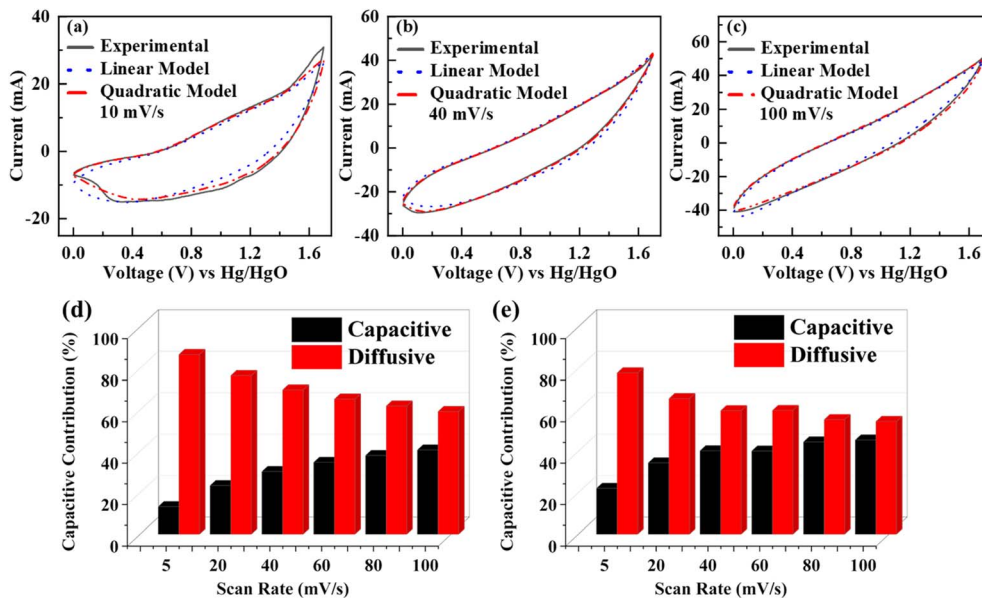 (a)
Experimental
Linear Model
Quadratic Model
10 mV/s
40
20
0
-20
Current (mA)
0.0 0.4 0.8 1.2 1.6
Voltage (V) vs Hg/HgO
(b)
Experimental
Linear Model
Quadratic Model
40 mV/s
60
40
20
0
-20
-40
Current (mA)
0.0 0.4 0.8 1.2 1.6
Voltage (V) vs Hg/HgO
(c)
Experimental
Linear Model
Quadratic Model
100 mV/s
60
40
20
0
-20
-40
Current (mA)
0.0 0.4 0.8 1.2 1.6
Voltage (V) vs Hg/HgO
(d)
Capacitive
Diffusive
100
80
60
40
20
0
Capacitive Contribution (%)
5 20 40 60 80 100
Scan Rate (mV/s)
(e)
Capacitive
Diffusive
100
80
60
40
20
0
Capacitive Contribution (%)
5 20 40 60 80 100
Scan Rate (mV/s)